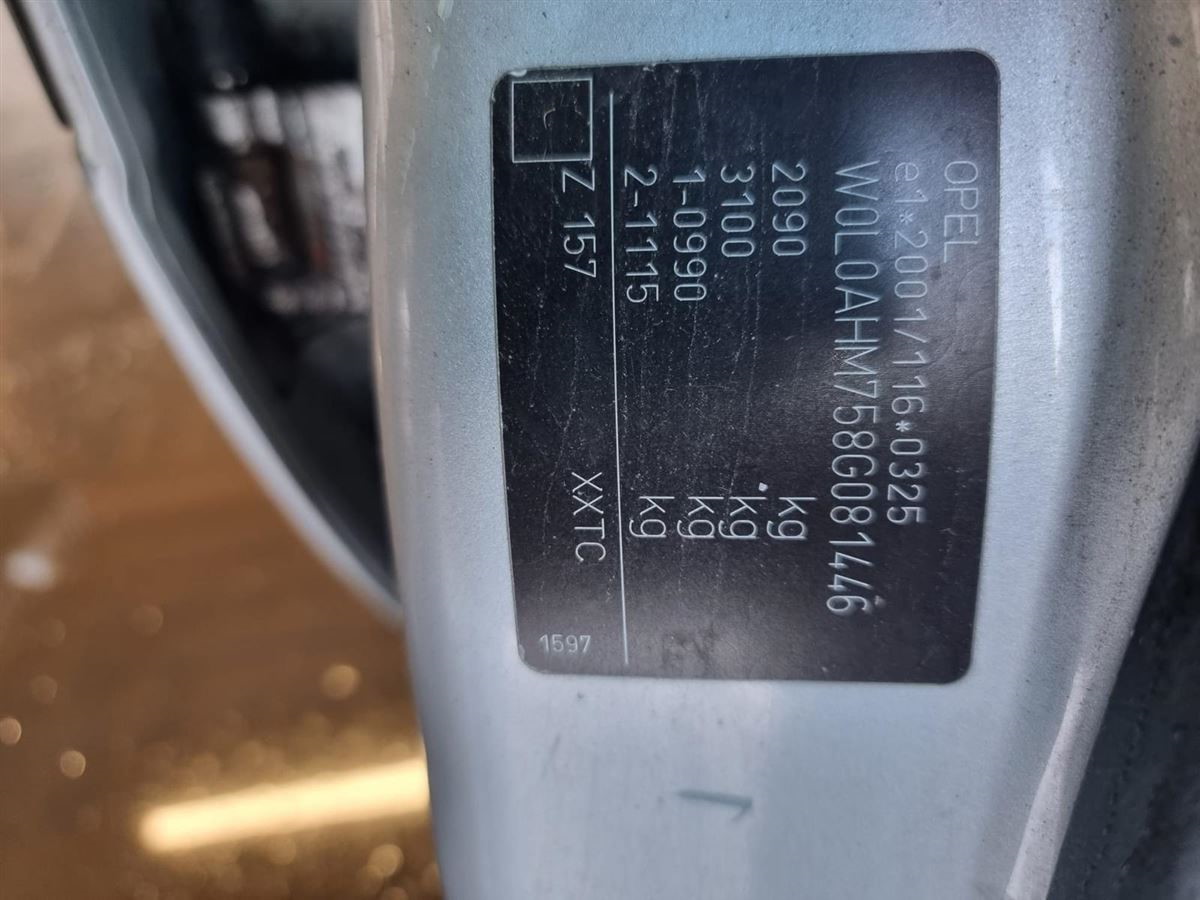 OPEL
e1*2001/116*0325
W0L0AHM758G081446
2090 kg
3100 kg
1-0990 kg
2-1115 kg
Z 157 XXTC
1597